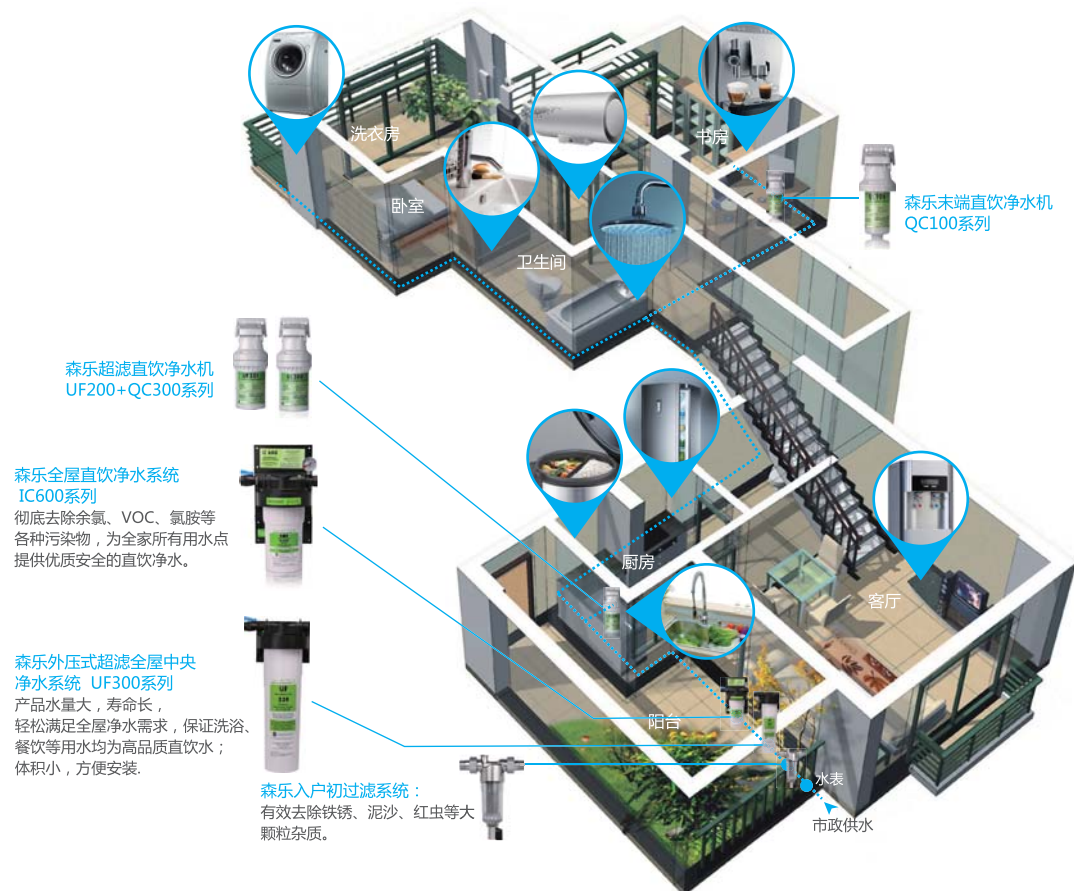 洗衣房
书房
卧室
卫生间
森乐末端直饮净水机
QC100系列
森乐超滤直饮净水机
UF200+QC300系列
森乐全屋直饮净水系统
IC600系列
彻底去除余氯、VOC、氯胺等
各种污染物，为全家所有用水点
提供优质安全的直饮净水。
厨房
客厅
森乐外压式超滤全屋中央
净水系统 UF300系列
产品水量大，寿命长，
轻松满足全屋净水需求，保证洗浴、
餐饮等用水均为高品质直饮水；
体积小，方便安装.
UF
阳台
森乐入户初过滤系统：
有效去除铁锈、泥沙、红虫等大
颗粒杂质。
水表
市政供水